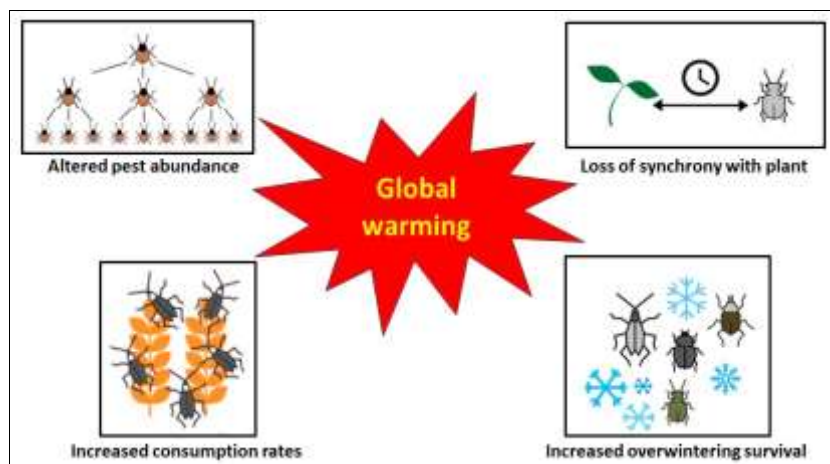 Altered pest abundance
Loss of synchrony with plant
Global
warming
Increased consumption rates
Increased overwintering survival